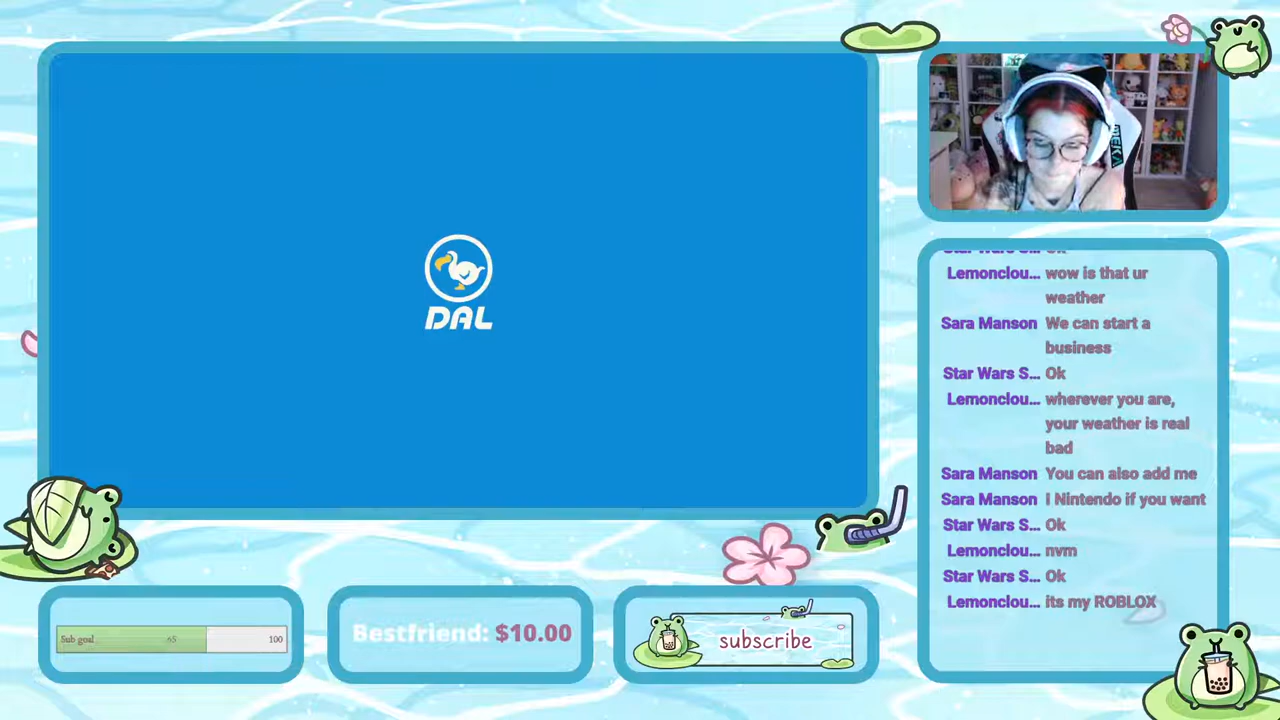 DAL
Lemonclou... wow is that ur
weather
Sara Manson We can start a
business
Star Wars S... Ok
Lemonclou... wherever you are,
your weather is real
bad
Sara Manson You can also add me
Sara Manson I Nintendo if you want
Star Wars S... Ok
Lemonclou... nvm
Star Wars S... Ok
Lemonclou... its my ROBLOX
Sub goal 65 100
Bestfriend: $10.00
subscribe